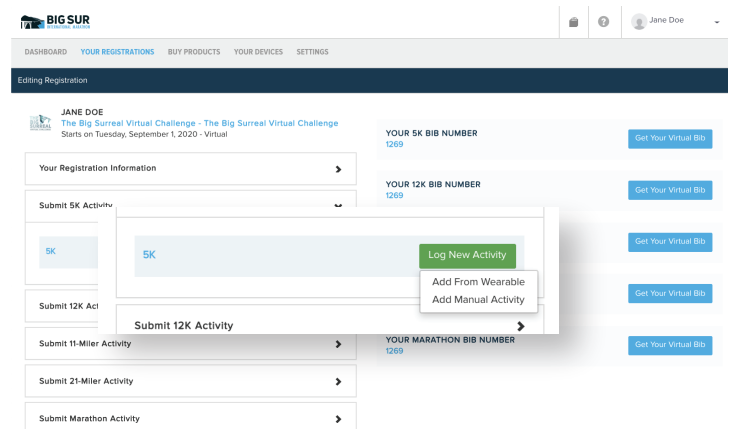 BIG SUR
INTERNATIONAL MARATHON
Jane Doe
DASHBOARD YOUR REGISTRATIONS BUY PRODUCTS YOUR DEVICES SETTINGS
Editing Registration
JANE DOE
The Big Surreal Virtual Challenge - The Big Surreal Virtual Challenge
Starts on Tuesday, September 1, 2020 - Virtual
Your Registration Information
Submit 5K Activity
5K
Submit 12K Act
Submit 11-Miler Activity
Submit 21-Miler Activity
Submit Marathon Activity
5K
Log New Activity
Add From Wearable
Add Manual Activity
Submit 12K Activity
YOUR 5K BIB NUMBER
1269
Get Your Virtual Bib
YOUR 12K BIB NUMBER
1269
Get Your Virtual Bib
Get Your Virtual Bib
Get Your Virtual Bib
YOUR MARATHON BIB NUMBER
1269
Get Your Virtual Bib